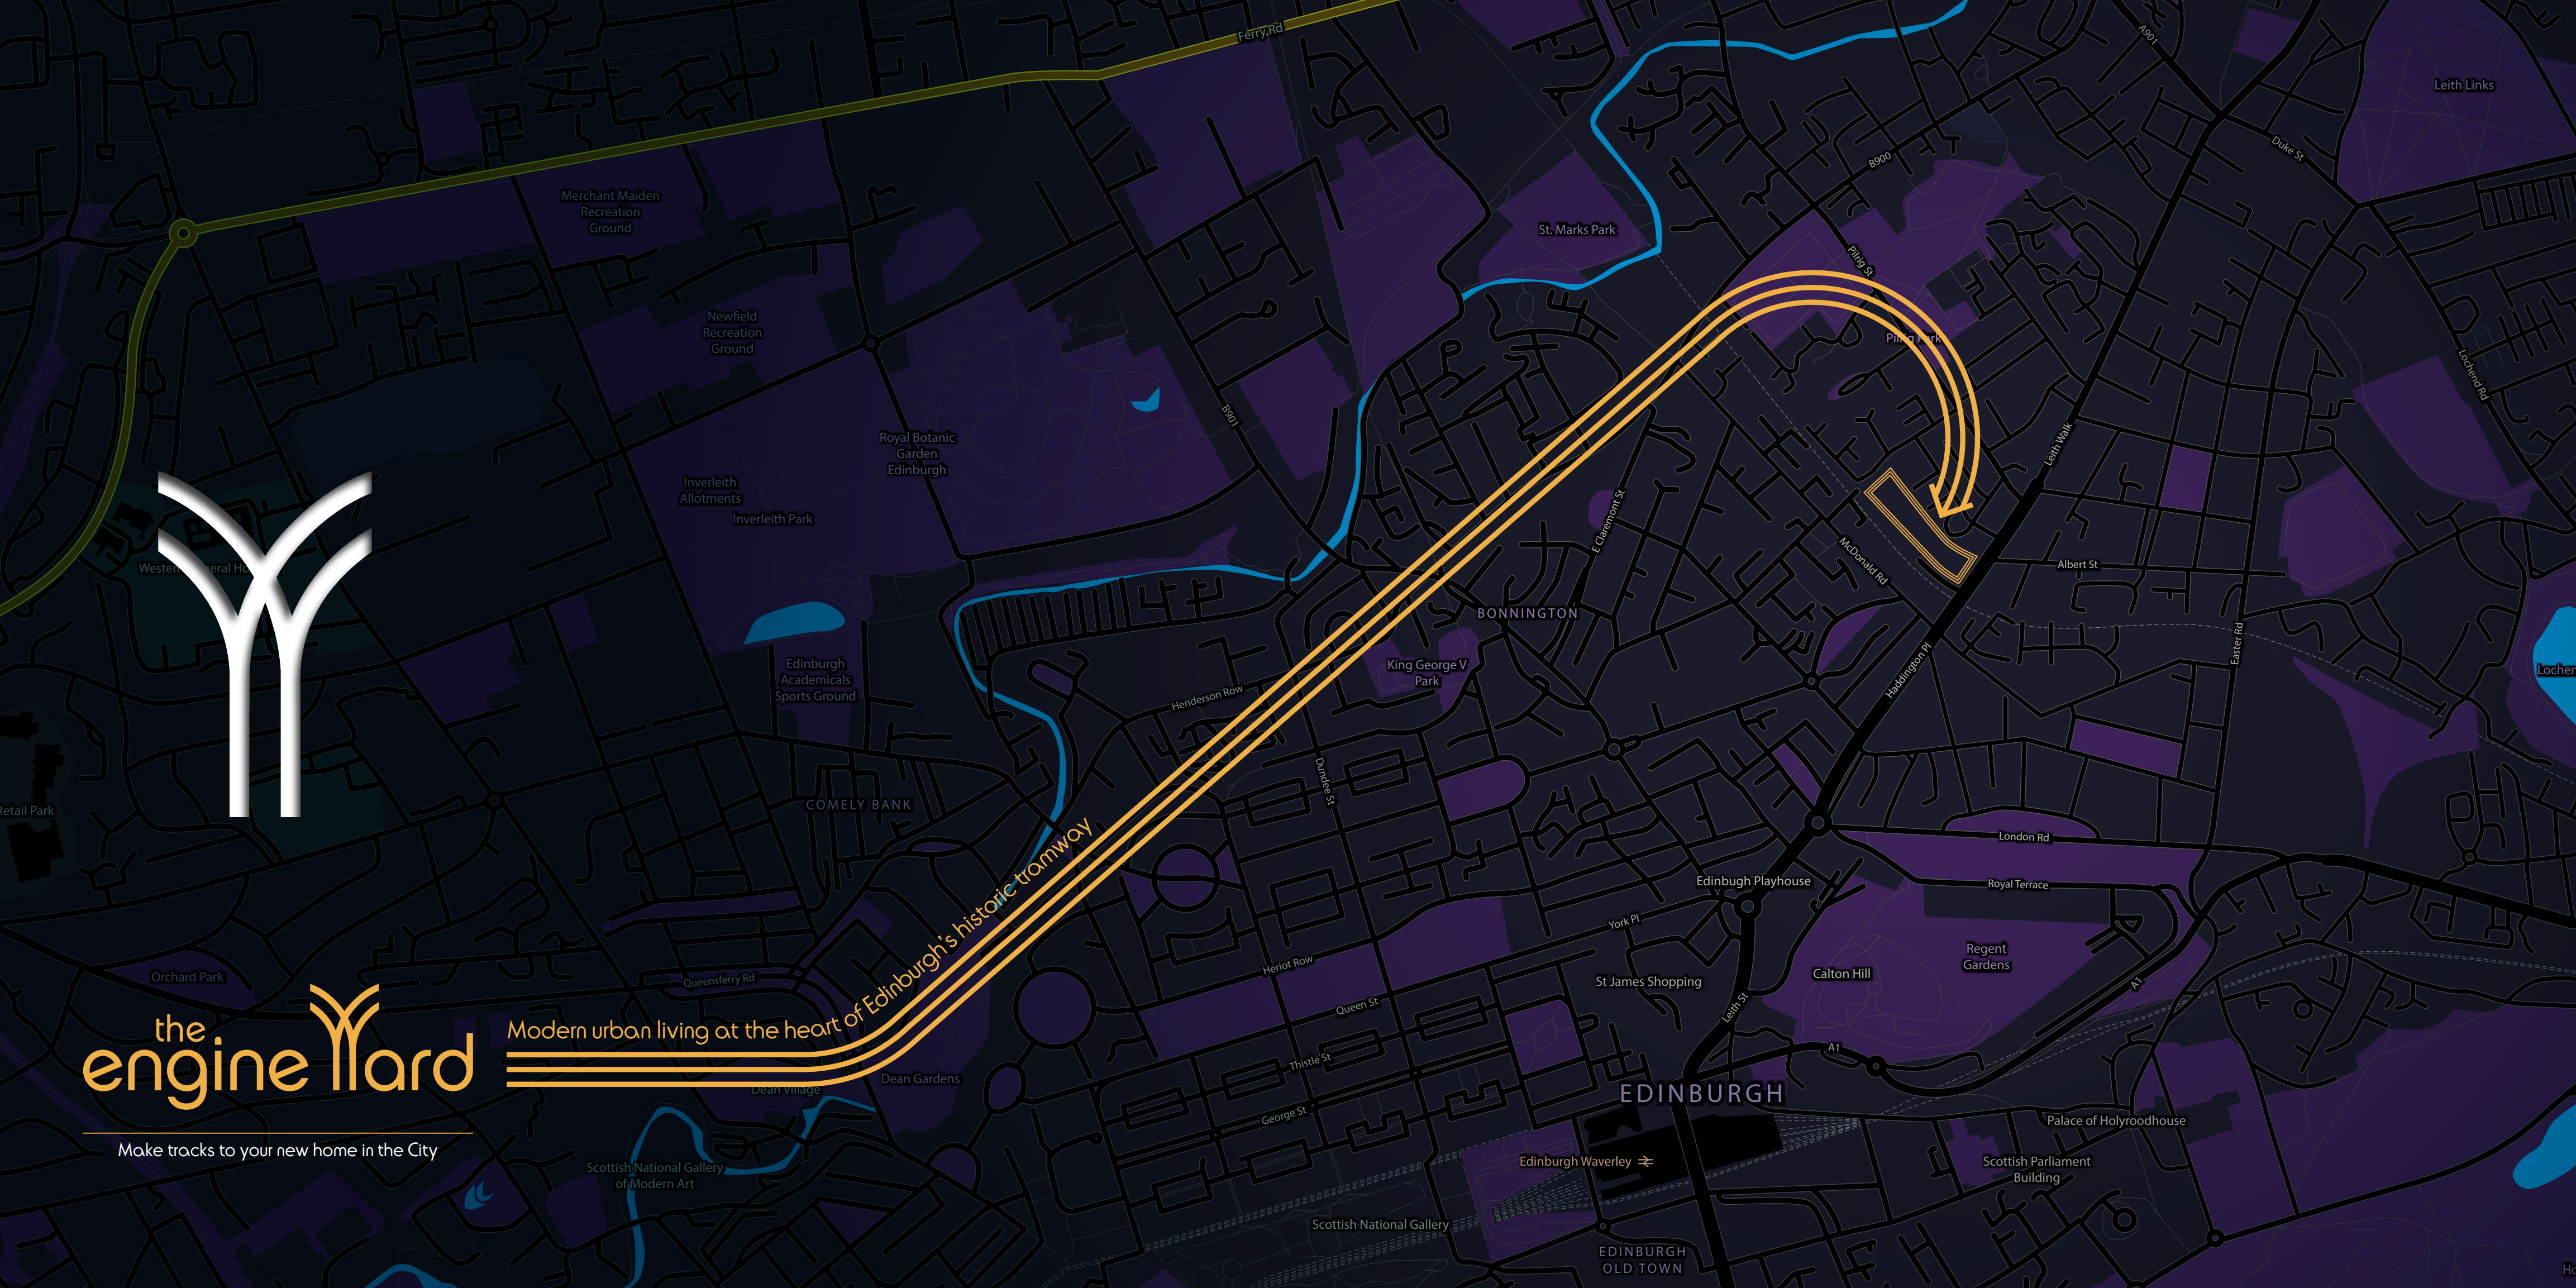 Ferry Rd
A901
Leith Links
Duke St
B900
Merchant Maiden
Recreation
Ground
St. Marks Park
Pilrig St
Newfield
Recreation
Ground
Pilrig Park
Lochend Rd
B901
Royal Botanic
Garden
Edinburgh
Leith Walk
Inverleith
Allotments
Inverleith Park
E Claremont St
McDonald Rd
Albert St
Western General Ho
BONNINGTON
Easter Rd
Haddington Pl
King George V
Park
Lochen
Edinburgh
Academicals
Sports Ground
Henderson Row
Dundee St
COMELY BANK
Retail Park
London Rd
Edinbugh Playhouse
Royal Terrace
York Pl
Regent
Gardens
Heriot Row
Calton Hill
Orchard Park
Queensferry Rd
St James Shopping
A1
Queen St
Leith St
the
engine Yard
Modern urban living at the heart of Edinburgh's historic tramway
A1
Thistle St
Dean Gardens
Dean Village
EDINBURGH
George St
Palace of Holyroodhouse
Make tracks to your new home in the City
Edinburgh Waverley
Scottish Parliament
Building
Scottish National Gallery
of Modern Art
Scottish National Gallery
EDINBURGH
OLD TOWN